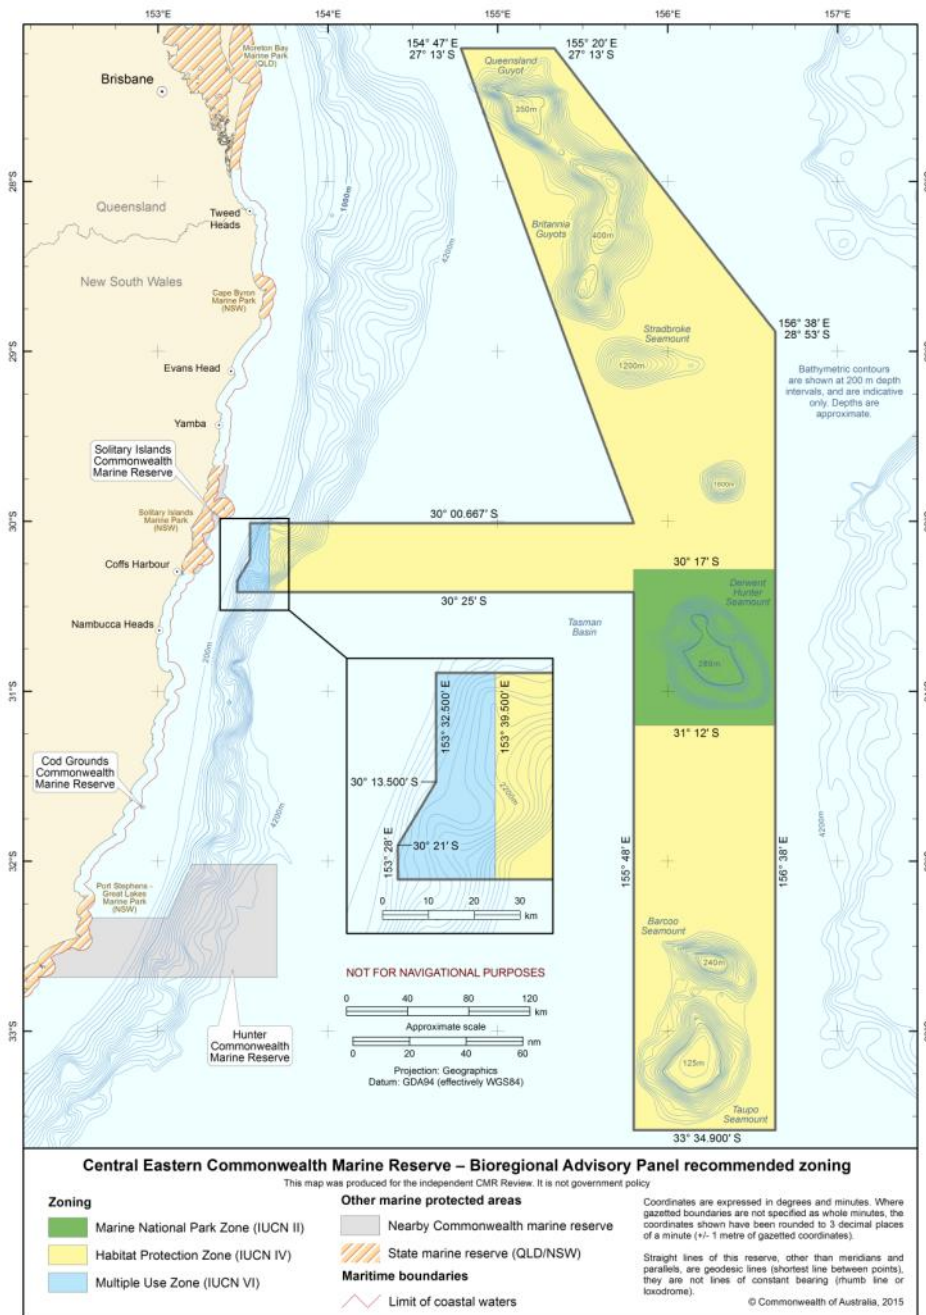 153°E
154°E
155°E
156°E
157°E
154° 47' E
27° 13' S
155° 20' E
27° 13' S
Moreton Bay
Marine Park
(QLD)
Brisbane
Queensland
Guyot
350m
28°S
1000m
Queensland
Tweed
Heads
4200m
Britannia
Guyots
400m
New South Wales
Cape Byron
Marine Park
(NSW)
156° 38' E
28° 53' S
29°S
Stradbroke
Seamount
1200m
Evans Head
Bathymetric contours
are shown at 200 m depth
intervals, and are indicative
only. Depths are
approximate.
Yamba
Solitary Islands
Commonwealth
Marine Reserve
Solitary Islands
Marine Park
(NSW)
30°S
30° 00.667' S
Coffs Harbour
30° 17' S
30° 25' S
Derwent
Hunter
Seamount
289m
Nambucca Heads
200m
Tasman
Basin
31°S
31° 12' S
153° 32.500' E
153° 39.500' E
30° 13.500' S
2200m
30° 21' S
153° 28' E
0 10 20 30
km
Cod Grounds
Commonwealth
Marine Reserve
4200m
4200m
32°S
155° 48' E
156° 38' E
Port Stephens -
Great Lakes
Marine Park
(NSW)
Barcoo
Seamount
240m
NOT FOR NAVIGATIONAL PURPOSES
0 40 80 120
km
Approximate scale
nm
0 20 40 60
Projection: Geographics
Datum: GDA94 (effectively WGS84)
Hunter
Commonwealth
Marine Reserve
33°S
125m
Taupo
Seamount
33° 34.900' S
Central Eastern Commonwealth Marine Reserve – Bioregional Advisory Panel recommended zoning
This map was produced for the independent CMR Review. It is not government policy
Zoning
Marine National Park Zone (IUCN II)
Habitat Protection Zone (IUCN IV)
Multiple Use Zone (IUCN VI)
Other marine protected areas
Nearby Commonwealth marine reserve
State marine reserve (QLD/NSW)
Maritime boundaries
Limit of coastal waters
Coordinates are expressed in degrees and minutes. Where
gazetted boundaries are not specified as whole minutes, the
coordinates shown have been rounded to 3 decimal places
of a minute (+/- 1 metre of gazetted coordinates).
Straight lines of this reserve, other than meridians and
parallels, are geodesic lines (shortest line between points),
they are not lines of constant bearing (rhumb line or
loxodrome).
© Commonwealth of Australia, 2015